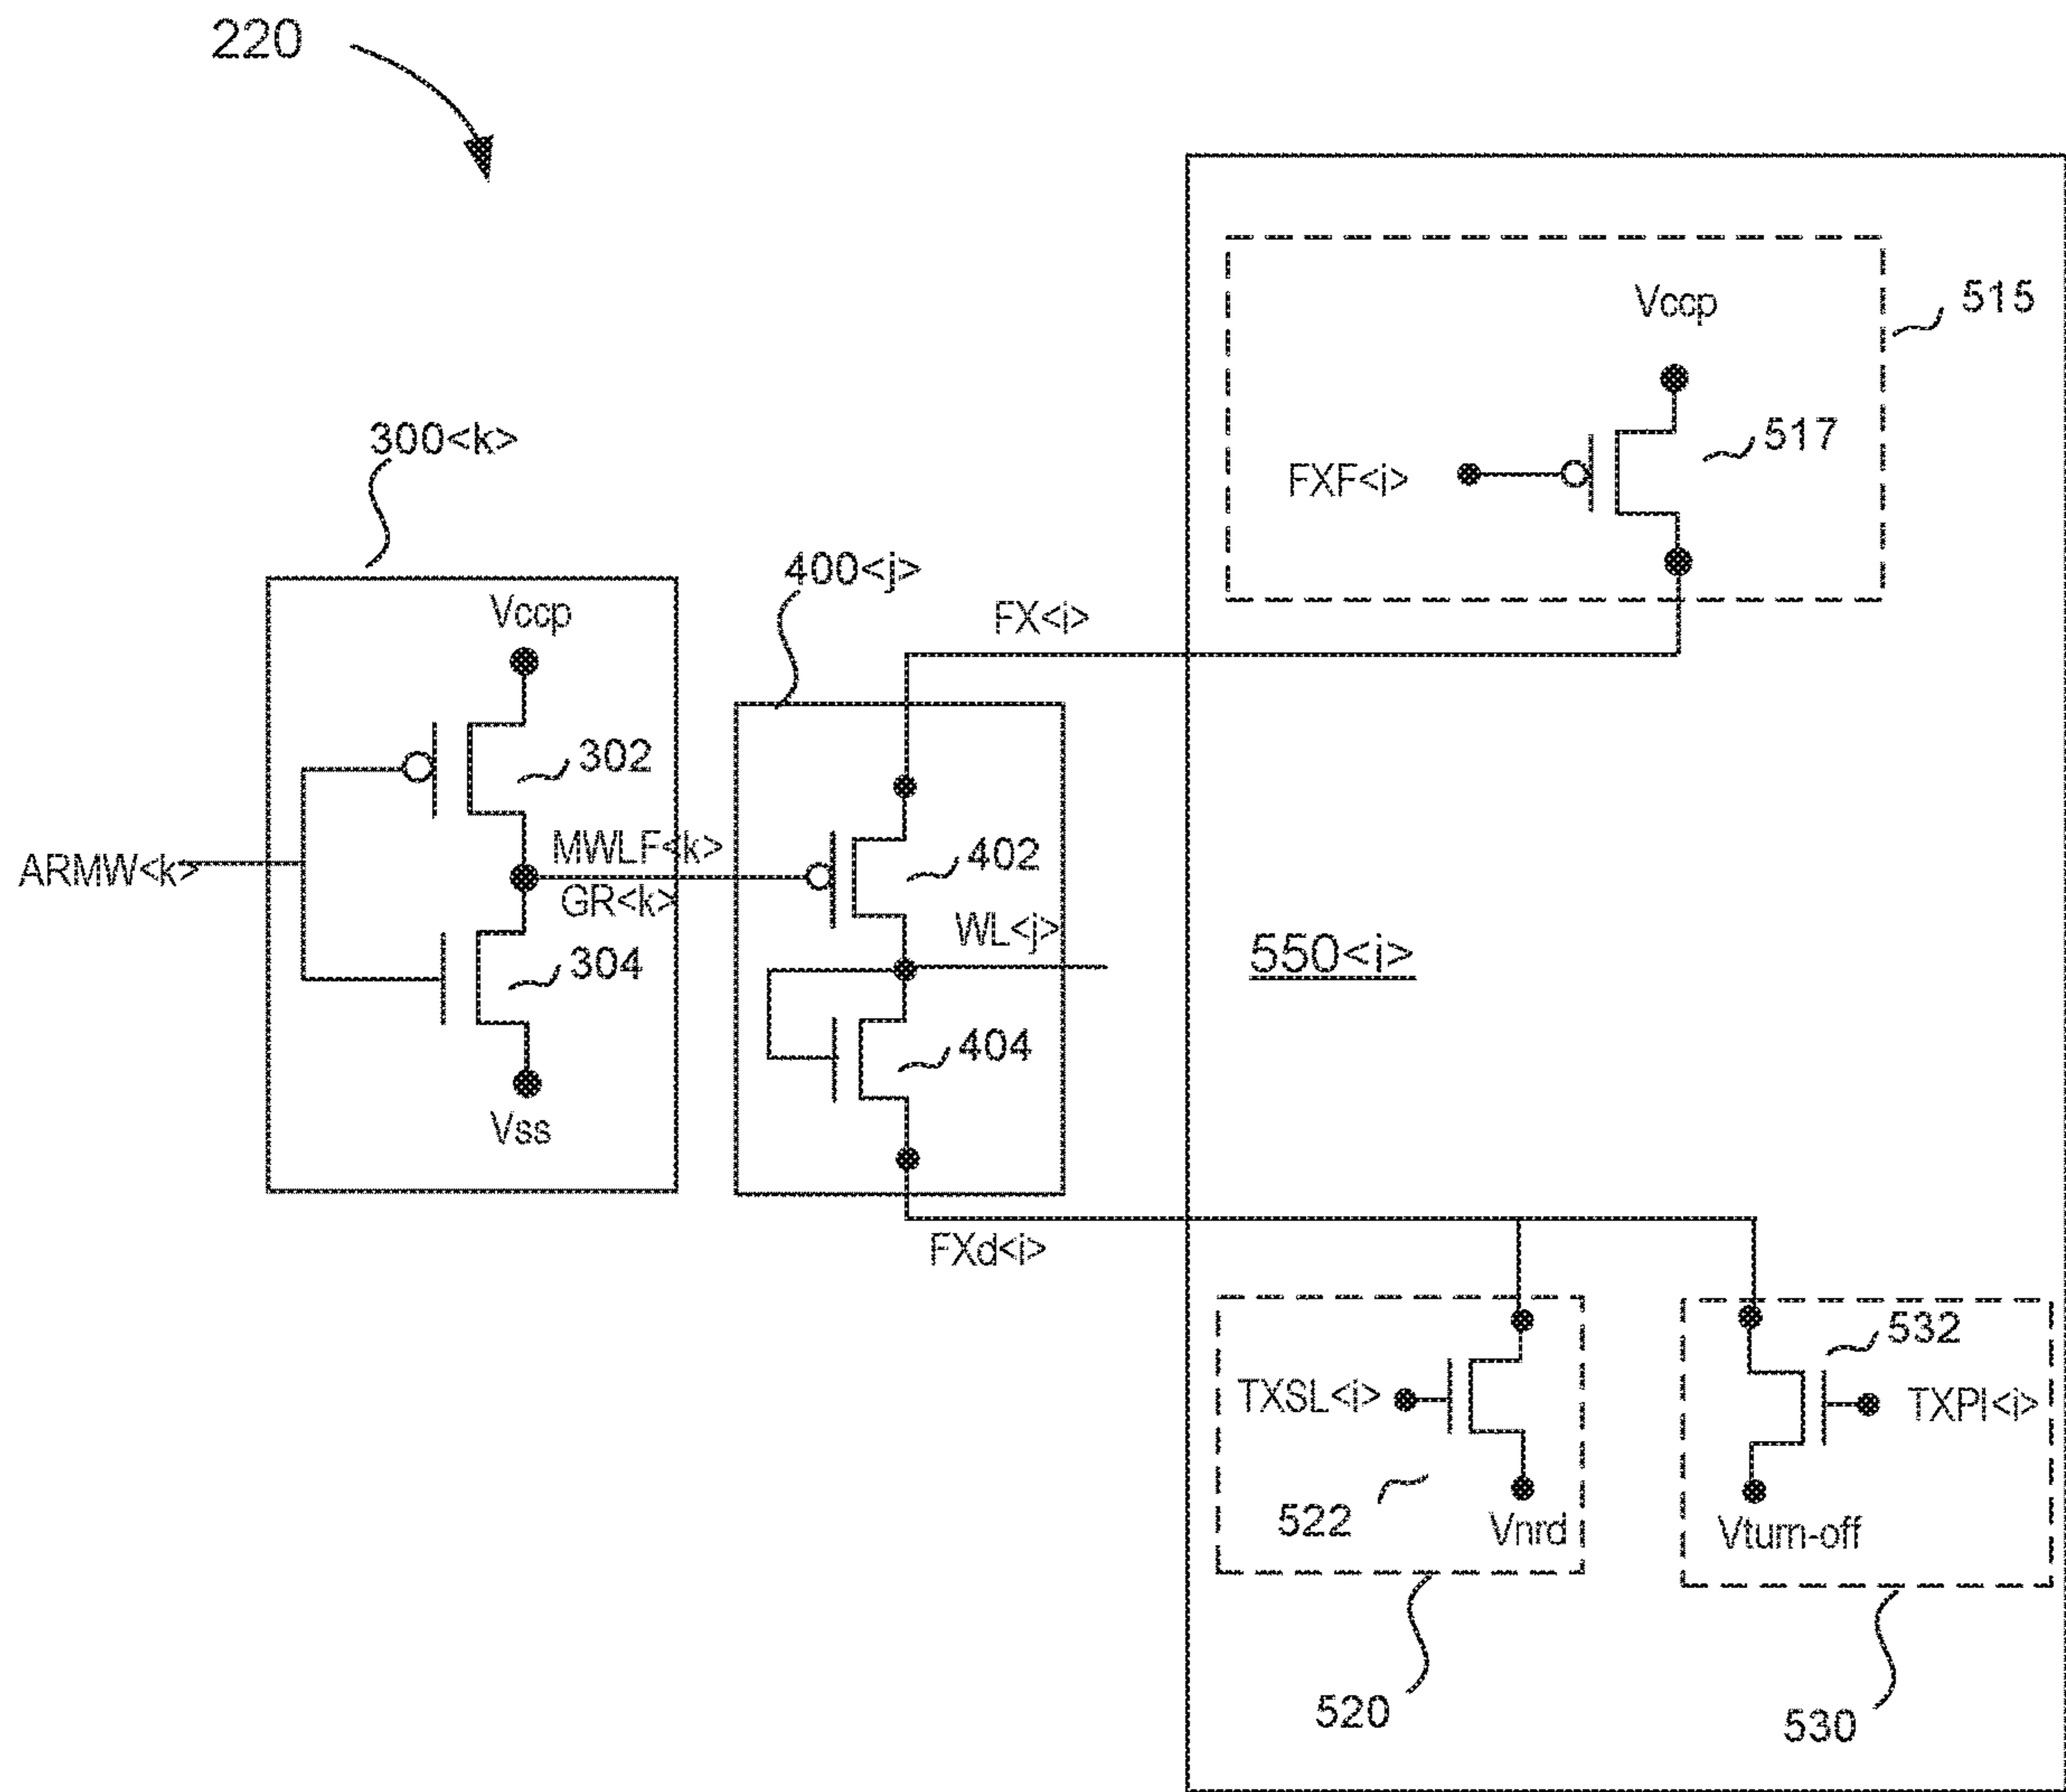 220
Vccp
515
517
FXF<i>
300<k>
400<j>
FX<i>
Vccp
302
MWLF<k>
402
ARMW<k>
GR<k>
WL<j>
304
550<i>
404
Vss
FXd<i>
532
TXSL<i>
TXPI<i>
522
Vnrd
Vturn-off
520
530